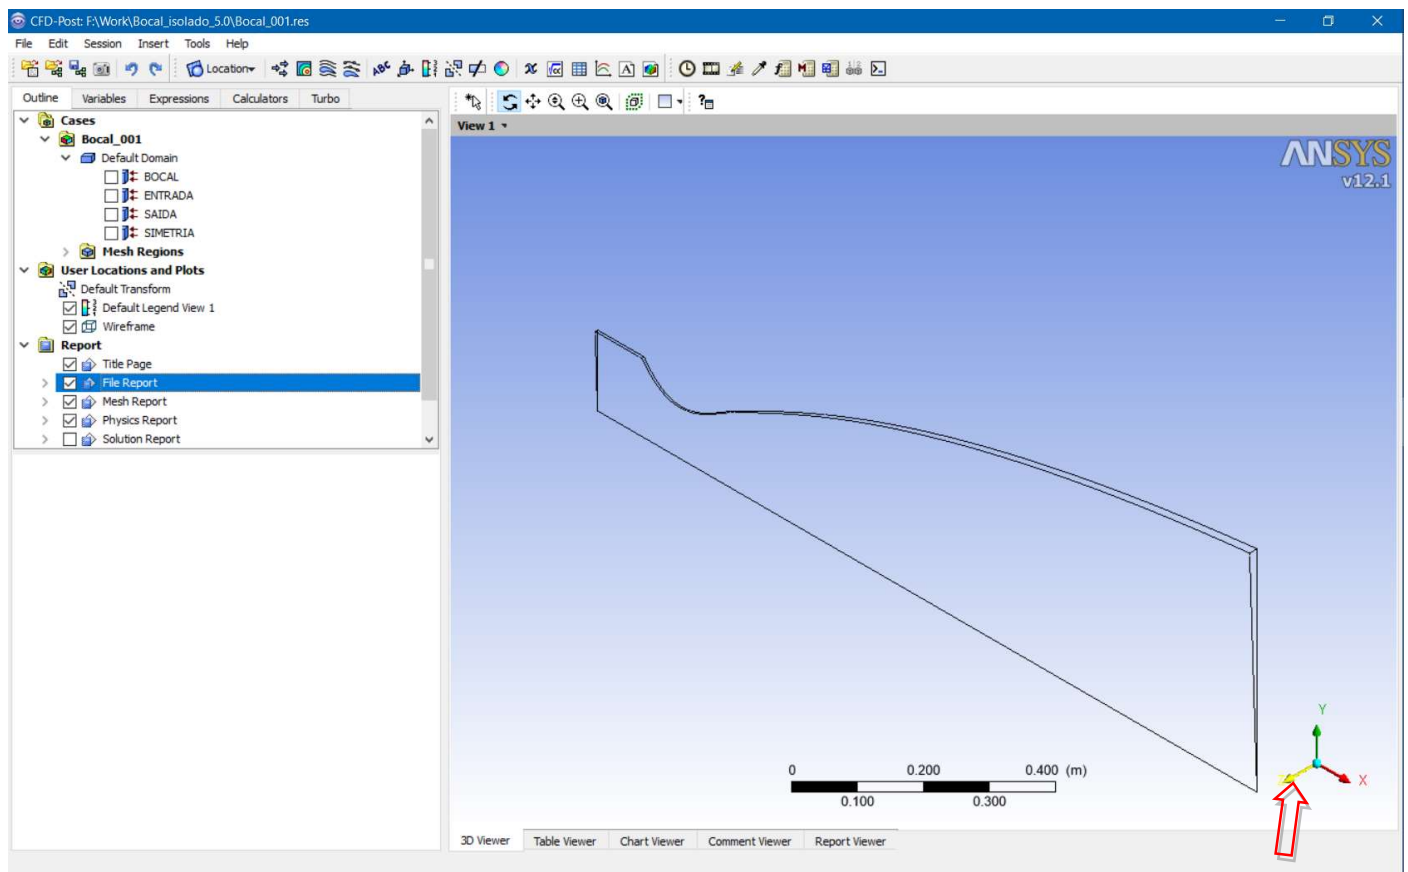 CFD-Post: F:\Work\Bocal_isolado_5.0\Bocal_001.res
File Edit Session Insert Tools Help
Location
Outline Variables Expressions Calculators Turbo
Cases
Bocal_001
Default Domain
BOCAL
ENTRADA
SAIDA
SIMETRIA
Mesh Regions
User Locations and Plots
Default Transform
Default Legend View 1
Wireframe
Report
Title Page
File Report
Mesh Report
Physics Report
Solution Report
View 1
ANSYS
v12.1
Y
Z
X
0 0.200 0.400 (m)
0.100 0.300
3D Viewer Table Viewer Chart Viewer Comment Viewer Report Viewer